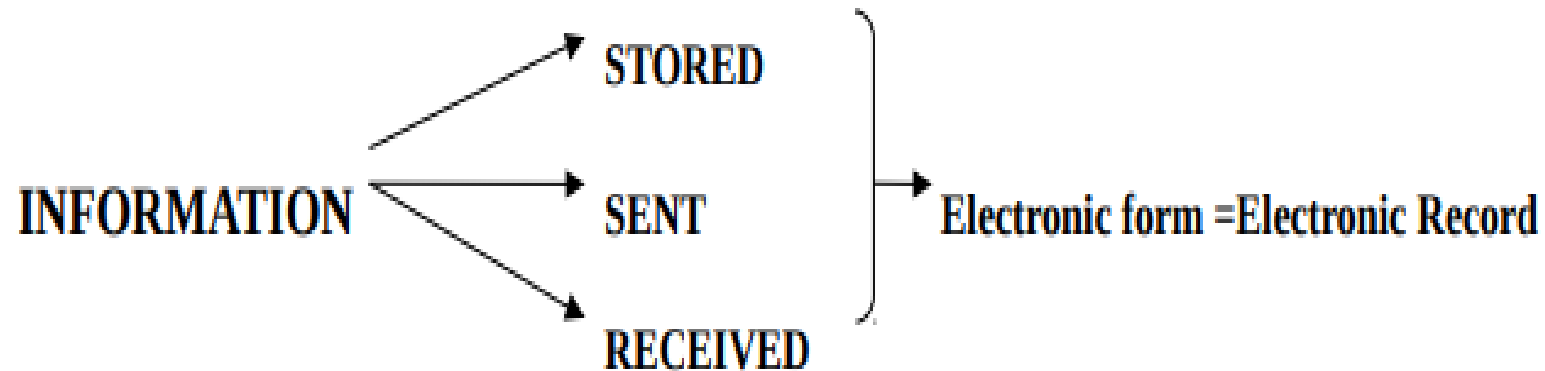 STORED
INFORMATION
SENT
Electronic form =Electronic Record
RECEIVED